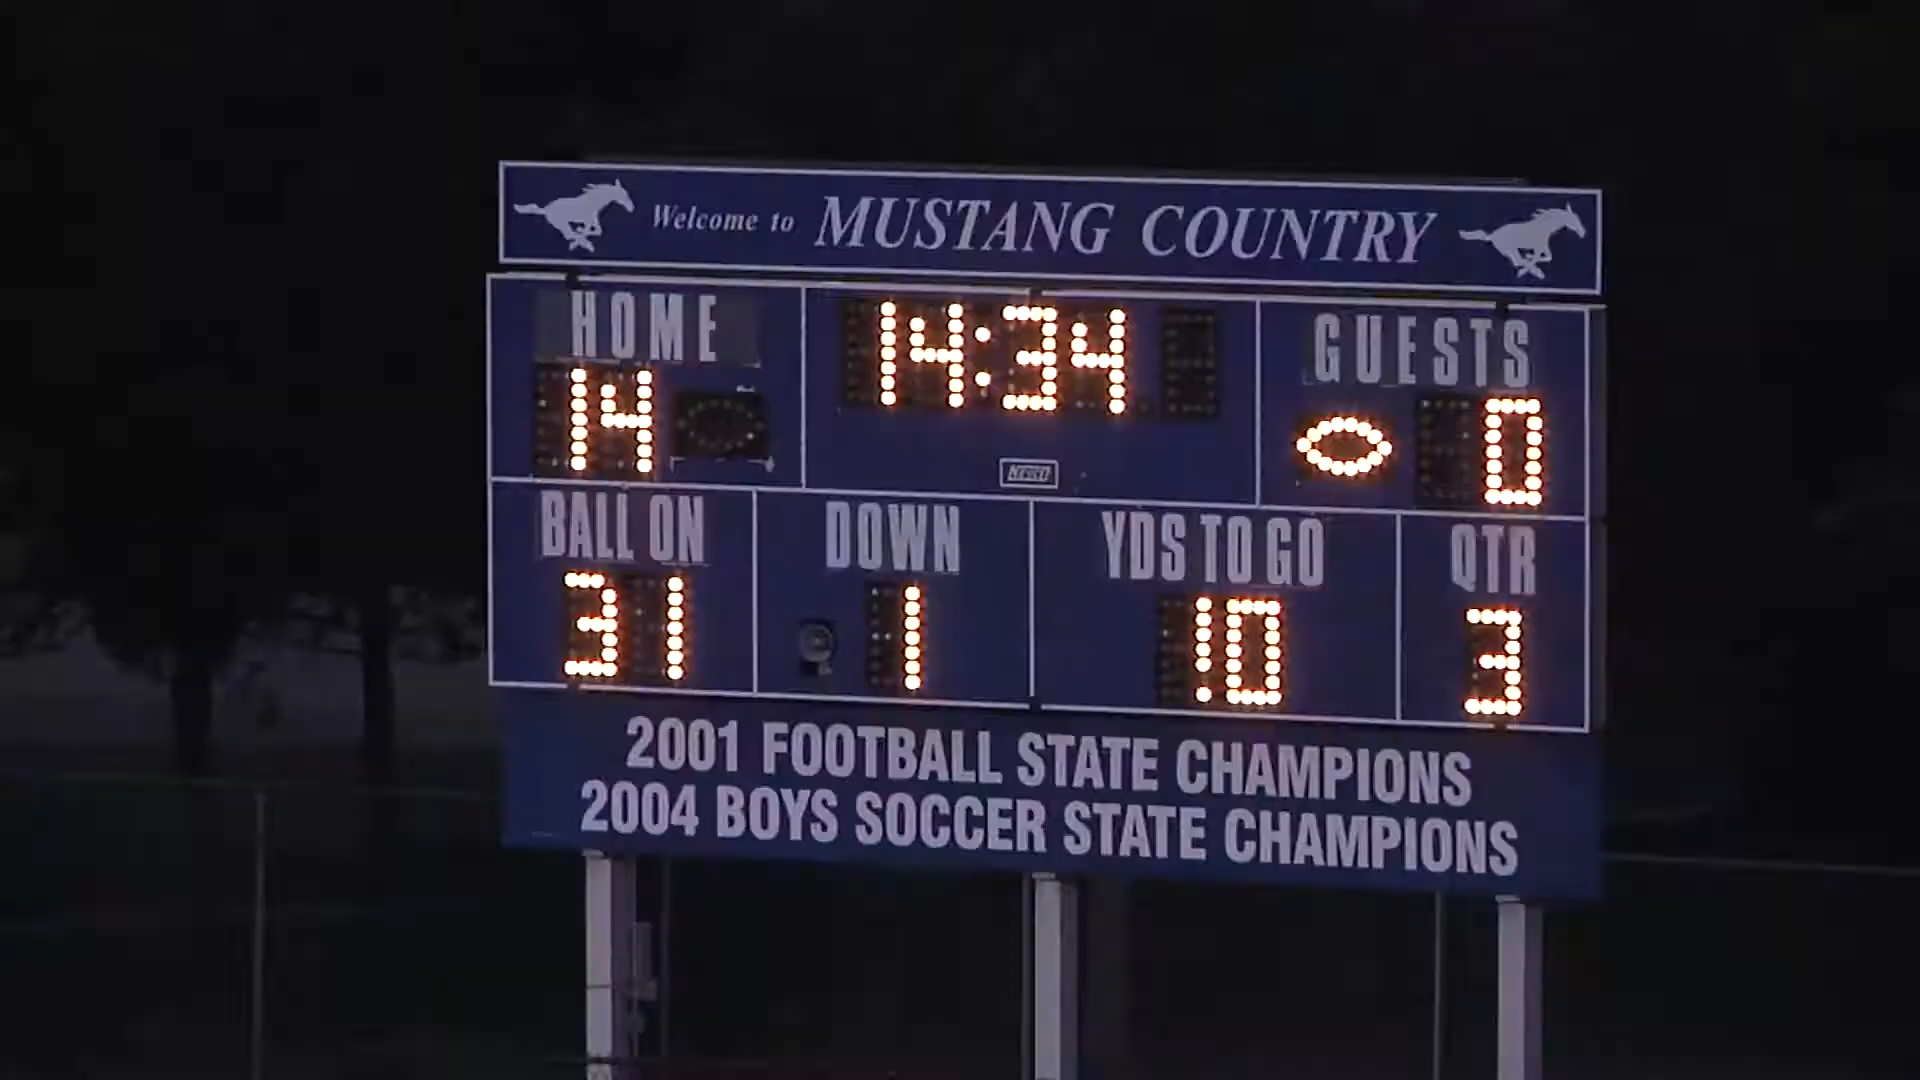 Welcome to MUSTANG COUNTRY
HOME
14
14:34
GUESTS
0
NEVCO
BALL ON
31
DOWN
1
YDS TO GO
10
QTR
3
2001 FOOTBALL STATE CHAMPIONS
2004 BOYS SOCCER STATE CHAMPIONS